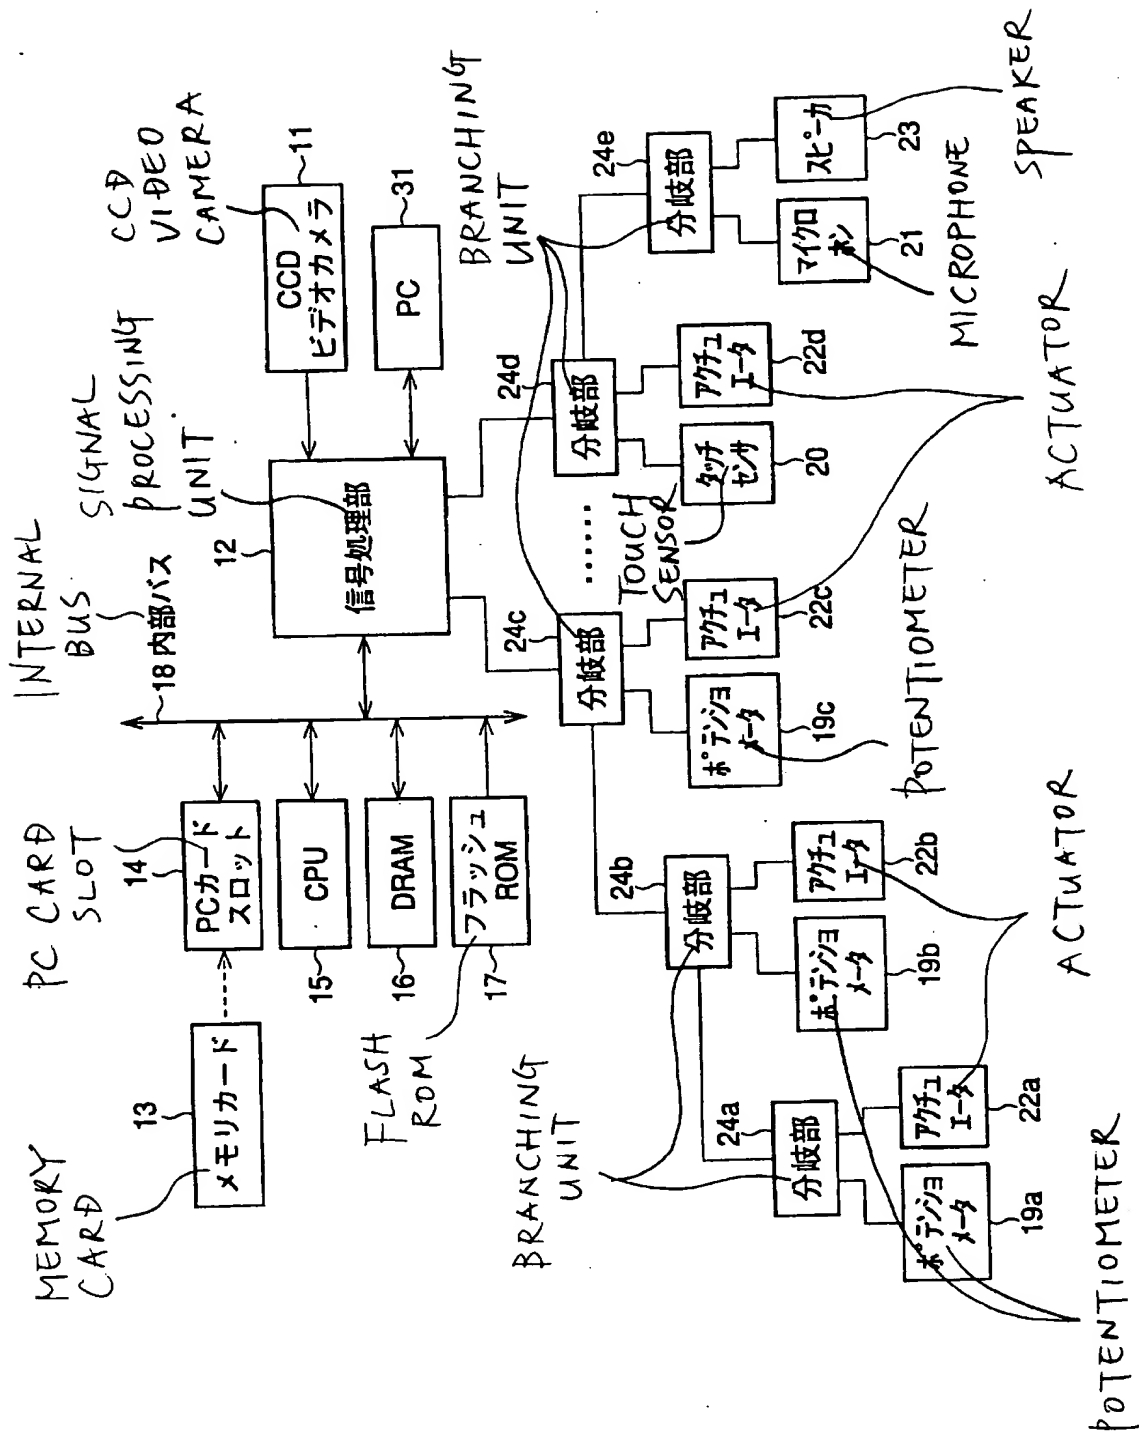 MEMORY
CARD
13
メモリカード
PC CARD
SLOT
14
PCカード
スロット
15
CPU
16
DRAM
17
フラッシュ
ROM
FLASH
ROM
INTERNAL
BUS
18 内部バス
SIGNAL
PROCESSING
UNIT
12
信号処理部
CCD
VIDEO
CAMERA
11
CCD
ビデオカメラ
31
PC
BRANCHING
UNIT
BRANCHING
UNIT
24a
分岐部
24b
分岐部
24c
分岐部
......
24d
分岐部
24e
分岐部
ポテンショ
メータ
19a
アクチュ
エータ
22a
ポテンショ
メータ
19b
アクチュ
エータ
22b
ポテンショ
メータ
19c
アクチュ
エータ
22c
TOUCH
SENSOR
タッチ
センサ
20
アクチュ
エータ
22d
マイクロ
ホン
21
スピーカ
23
POTENTIOMETER
ACTUATOR
POTENTIOMETER
ACTUATOR
MICROPHONE
SPEAKER